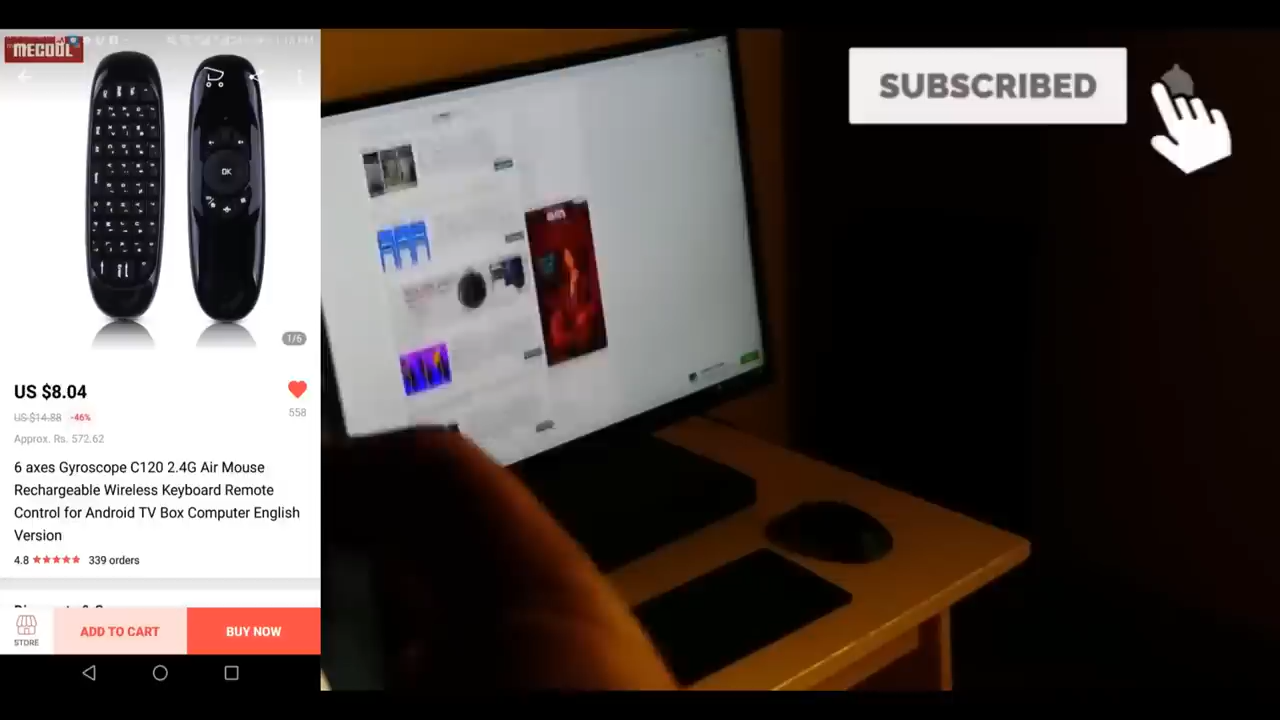 MECOOL
OK
1/6
US $8.04
US $14.88 -46%
558
Approx. Rs. 572.62
6 axes Gyroscope C120 2.4G Air Mouse
Rechargeable Wireless Keyboard Remote
Control for Android TV Box Computer English
Version
4.8 339 orders
STORE
ADD TO CART
BUY NOW
SUBSCRIBED